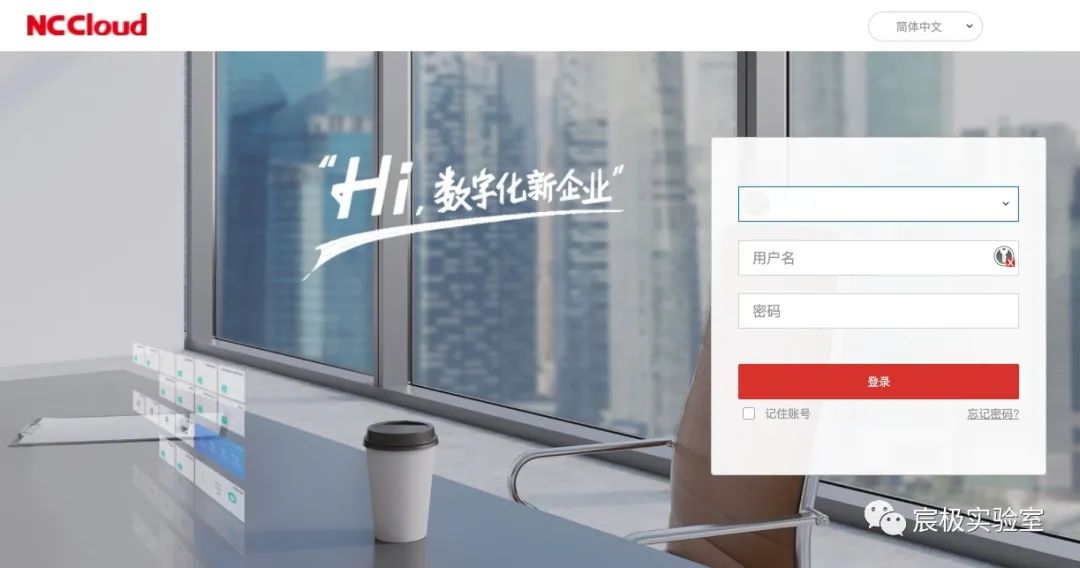 NCCloud
简体中文
“Hi, 数字化新企业”
用户名
密码
登录
记住账号
忘记密码?
宸极实验室